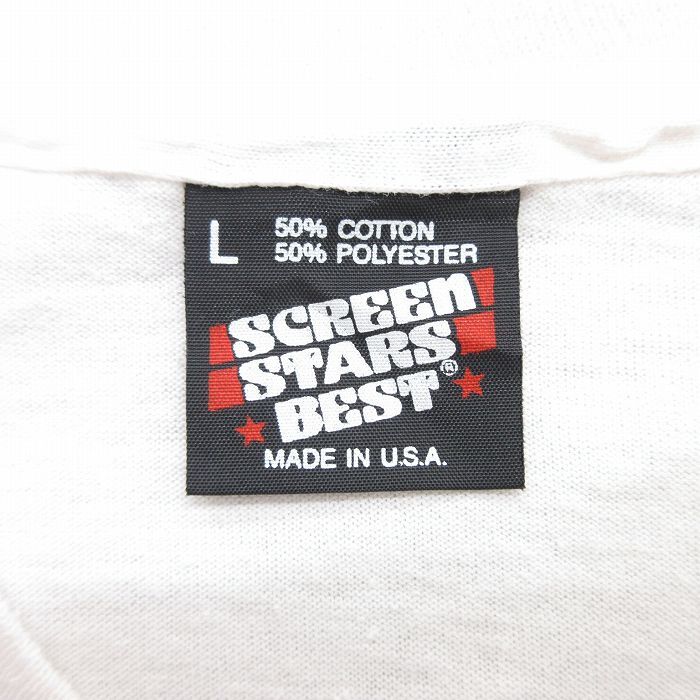 L
50% COTTON
50% POLYESTER
SCREEN
STARS
BEST®
MADE IN U.S.A.